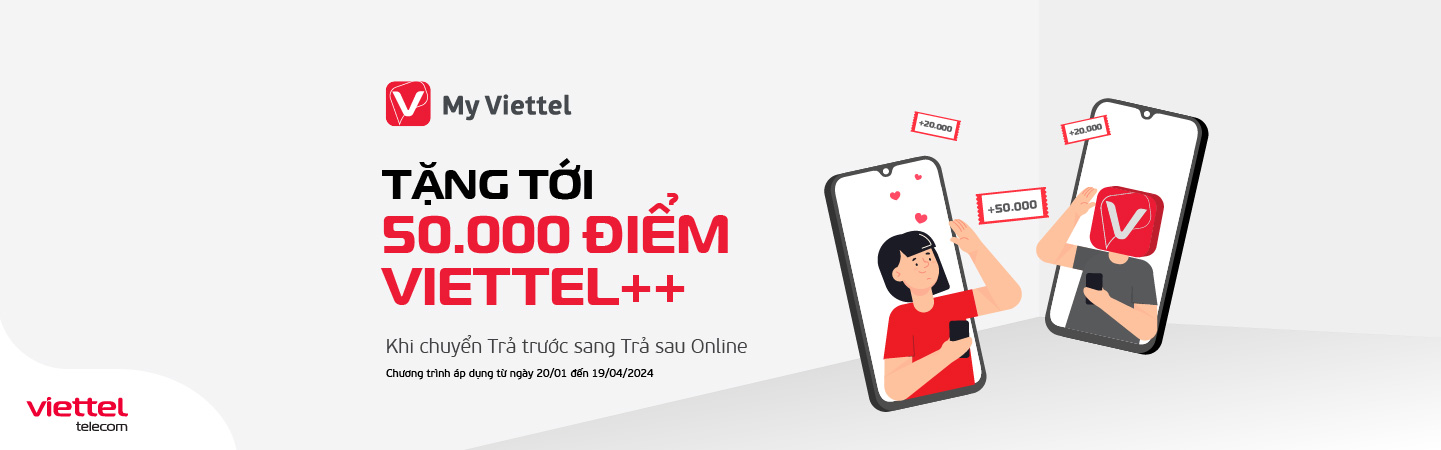 My Viettel
TẶNG TỚI
50.000 ĐIỂM
VIETTEL++
Khi chuyển Trả trước sang Trả sau Online
Chương trình áp dụng từ ngày 20/01 đến 19/04/2024
+20.000
+20.000
+50.000
viettel
telecom